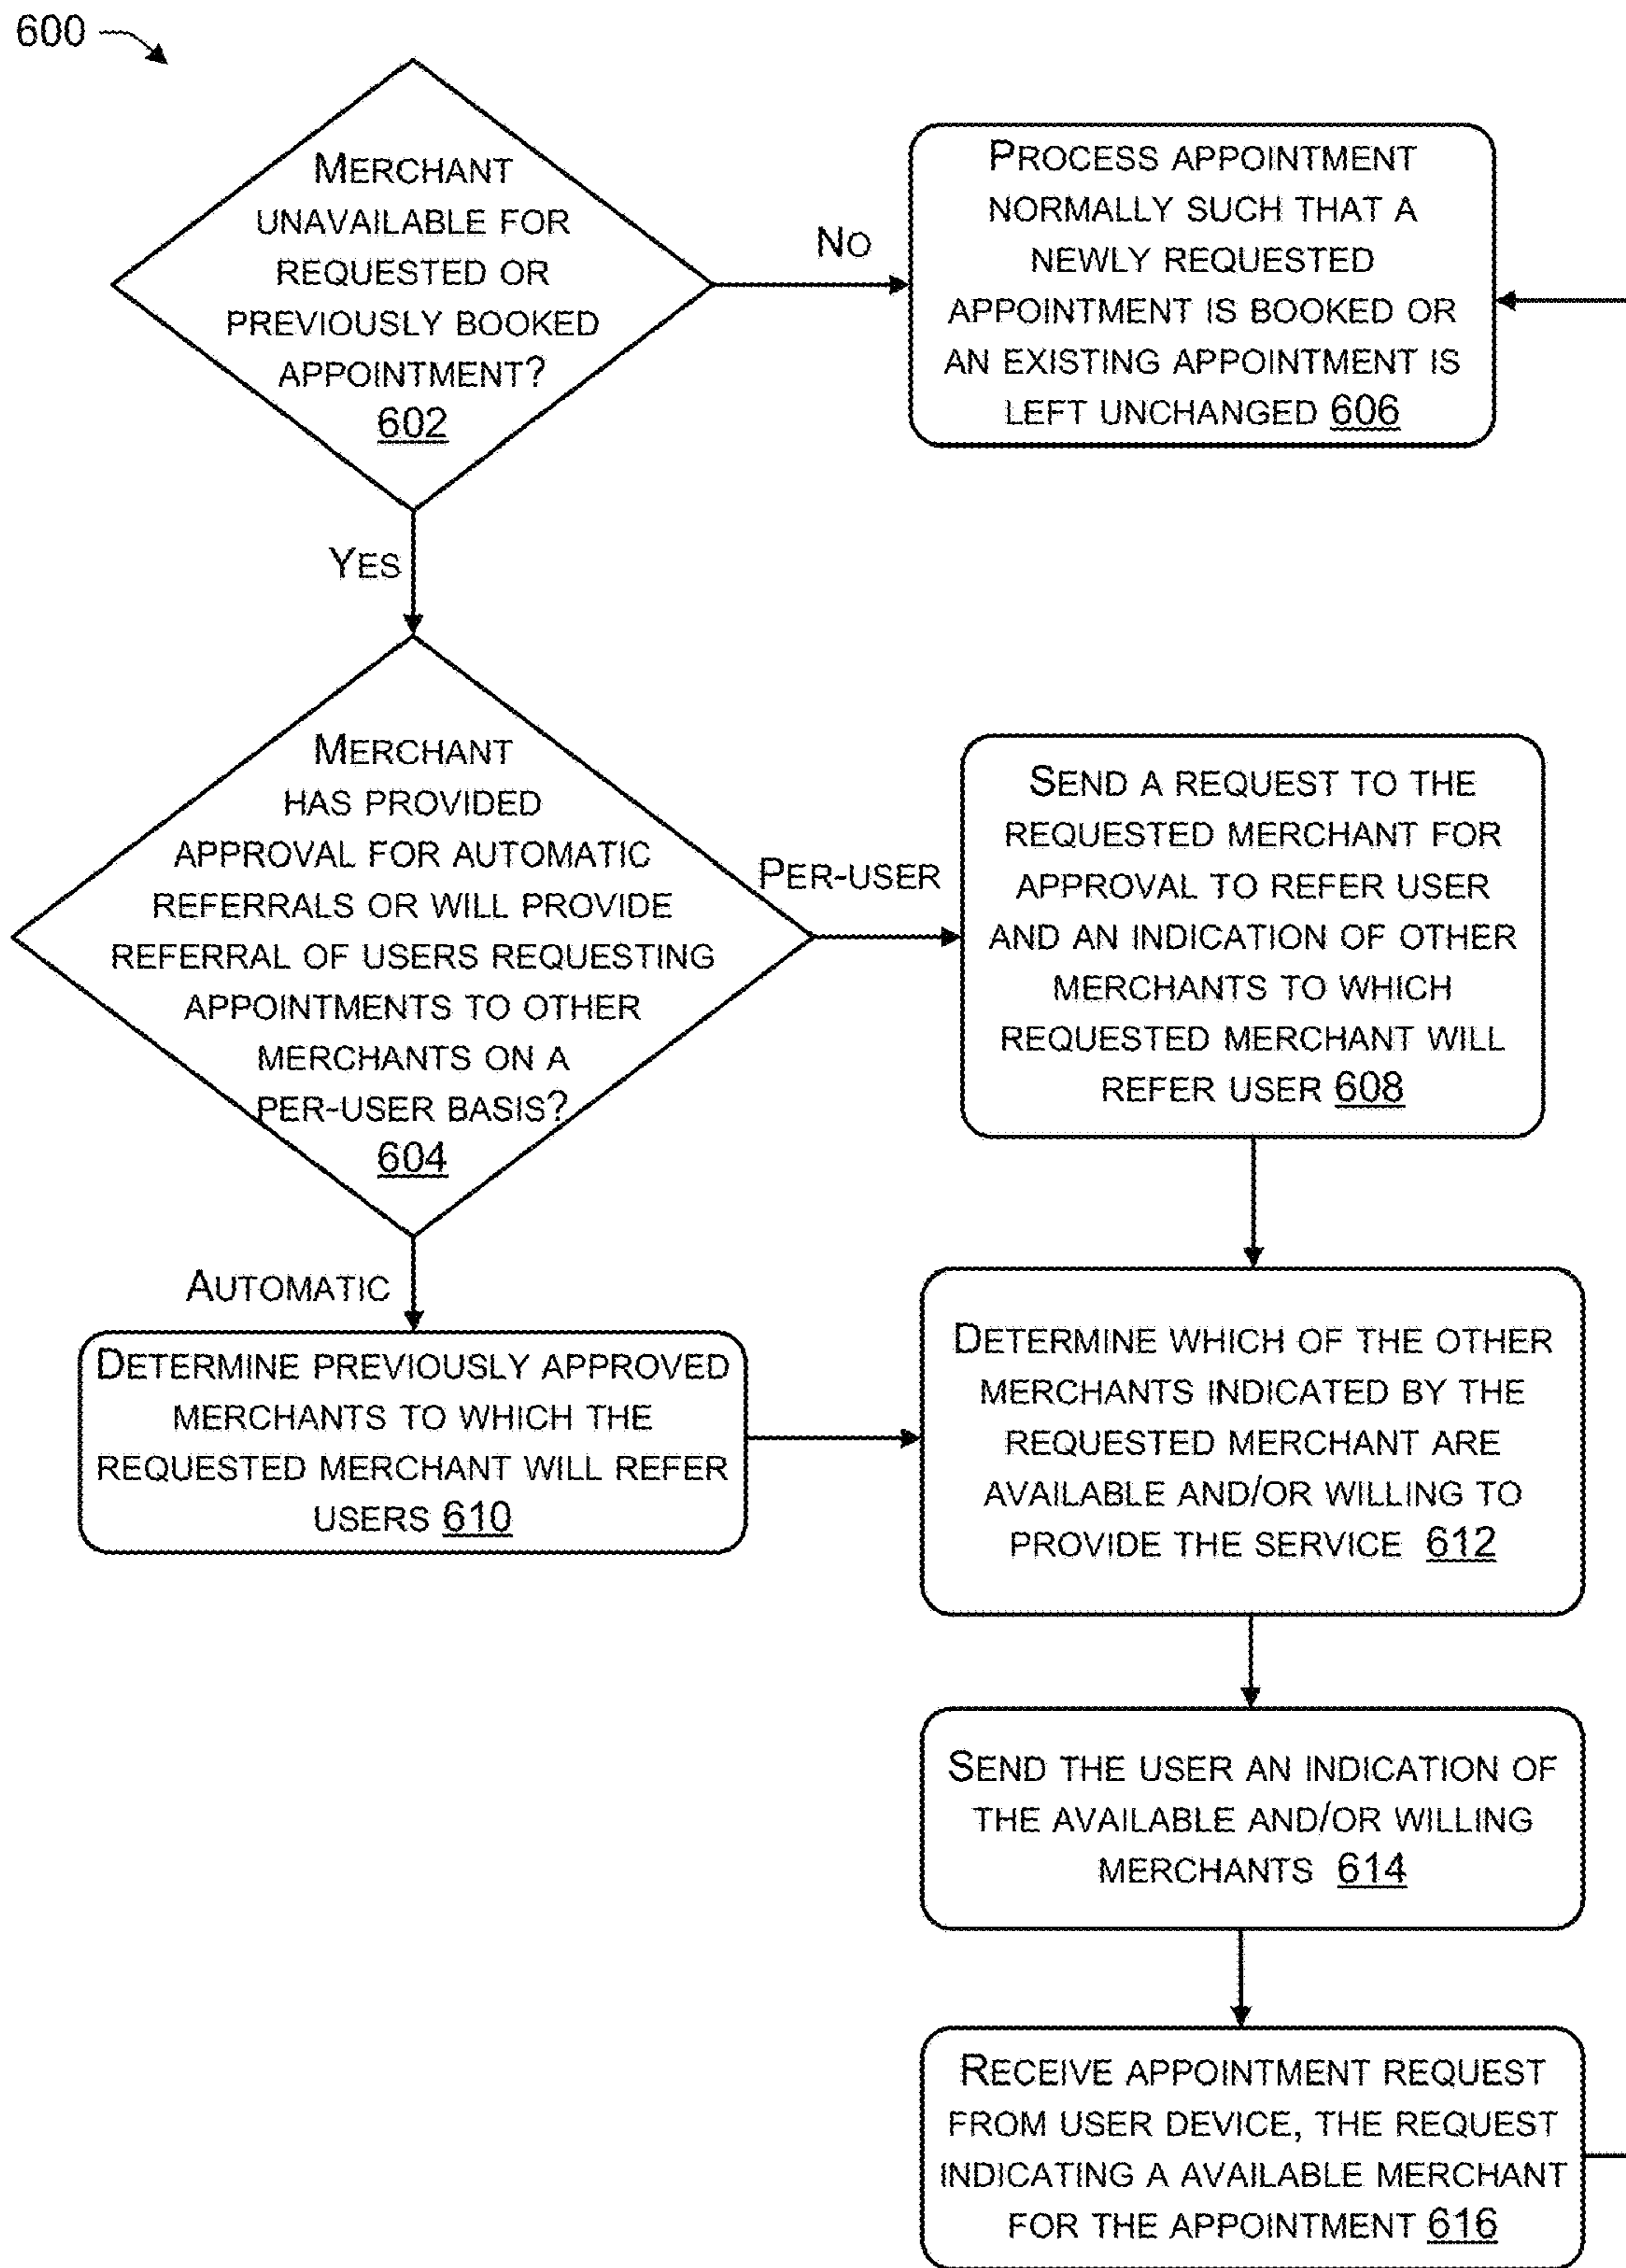 600
MERCHANT
UNAVAILABLE FOR
REQUESTED OR
PREVIOUSLY BOOKED
APPOINTMENT?
602
NO
PROCESS APPOINTMENT
NORMALLY SUCH THAT A
NEWLY REQUESTED
APPOINTMENT IS BOOKED OR
AN EXISTING APPOINTMENT IS
LEFT UNCHANGED 606
YES
MERCHANT
HAS PROVIDED
APPROVAL FOR AUTOMATIC
REFERRALS OR WILL PROVIDE
REFERRAL OF USERS REQUESTING
APPOINTMENTS TO OTHER
MERCHANTS ON A
PER-USER BASIS?
604
PER-USER
SEND A REQUEST TO THE
REQUESTED MERCHANT FOR
APPROVAL TO REFER USER
AND AN INDICATION OF OTHER
MERCHANTS TO WHICH
REQUESTED MERCHANT WILL
REFER USER 608
AUTOMATIC
DETERMINE PREVIOUSLY APPROVED
MERCHANTS TO WHICH THE
REQUESTED MERCHANT WILL REFER
USERS 610
DETERMINE WHICH OF THE OTHER
MERCHANTS INDICATED BY THE
REQUESTED MERCHANT ARE
AVAILABLE AND/OR WILLING TO
PROVIDE THE SERVICE 612
SEND THE USER AN INDICATION OF
THE AVAILABLE AND/OR WILLING
MERCHANTS 614
RECEIVE APPOINTMENT REQUEST
FROM USER DEVICE, THE REQUEST
INDICATING A AVAILABLE MERCHANT
FOR THE APPOINTMENT 616